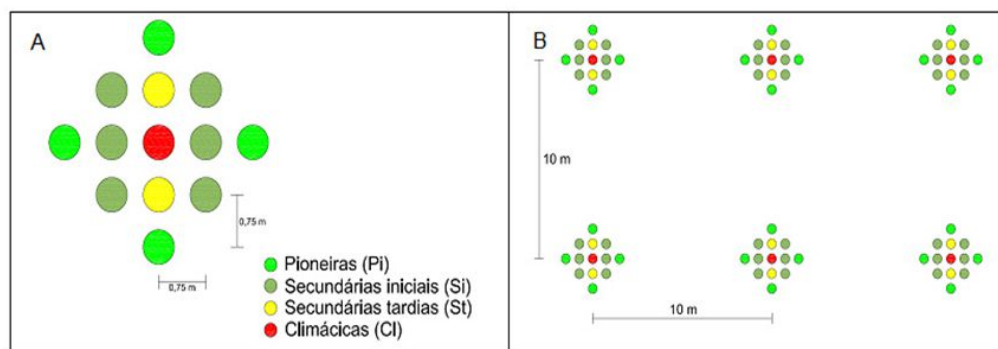 A
0,75 m
0,75 m
Pioneiras (Pi)
Secundárias iniciais (Si)
Secundárias tardias (St)
Climácicas (Cl)
B
10 m
10 m